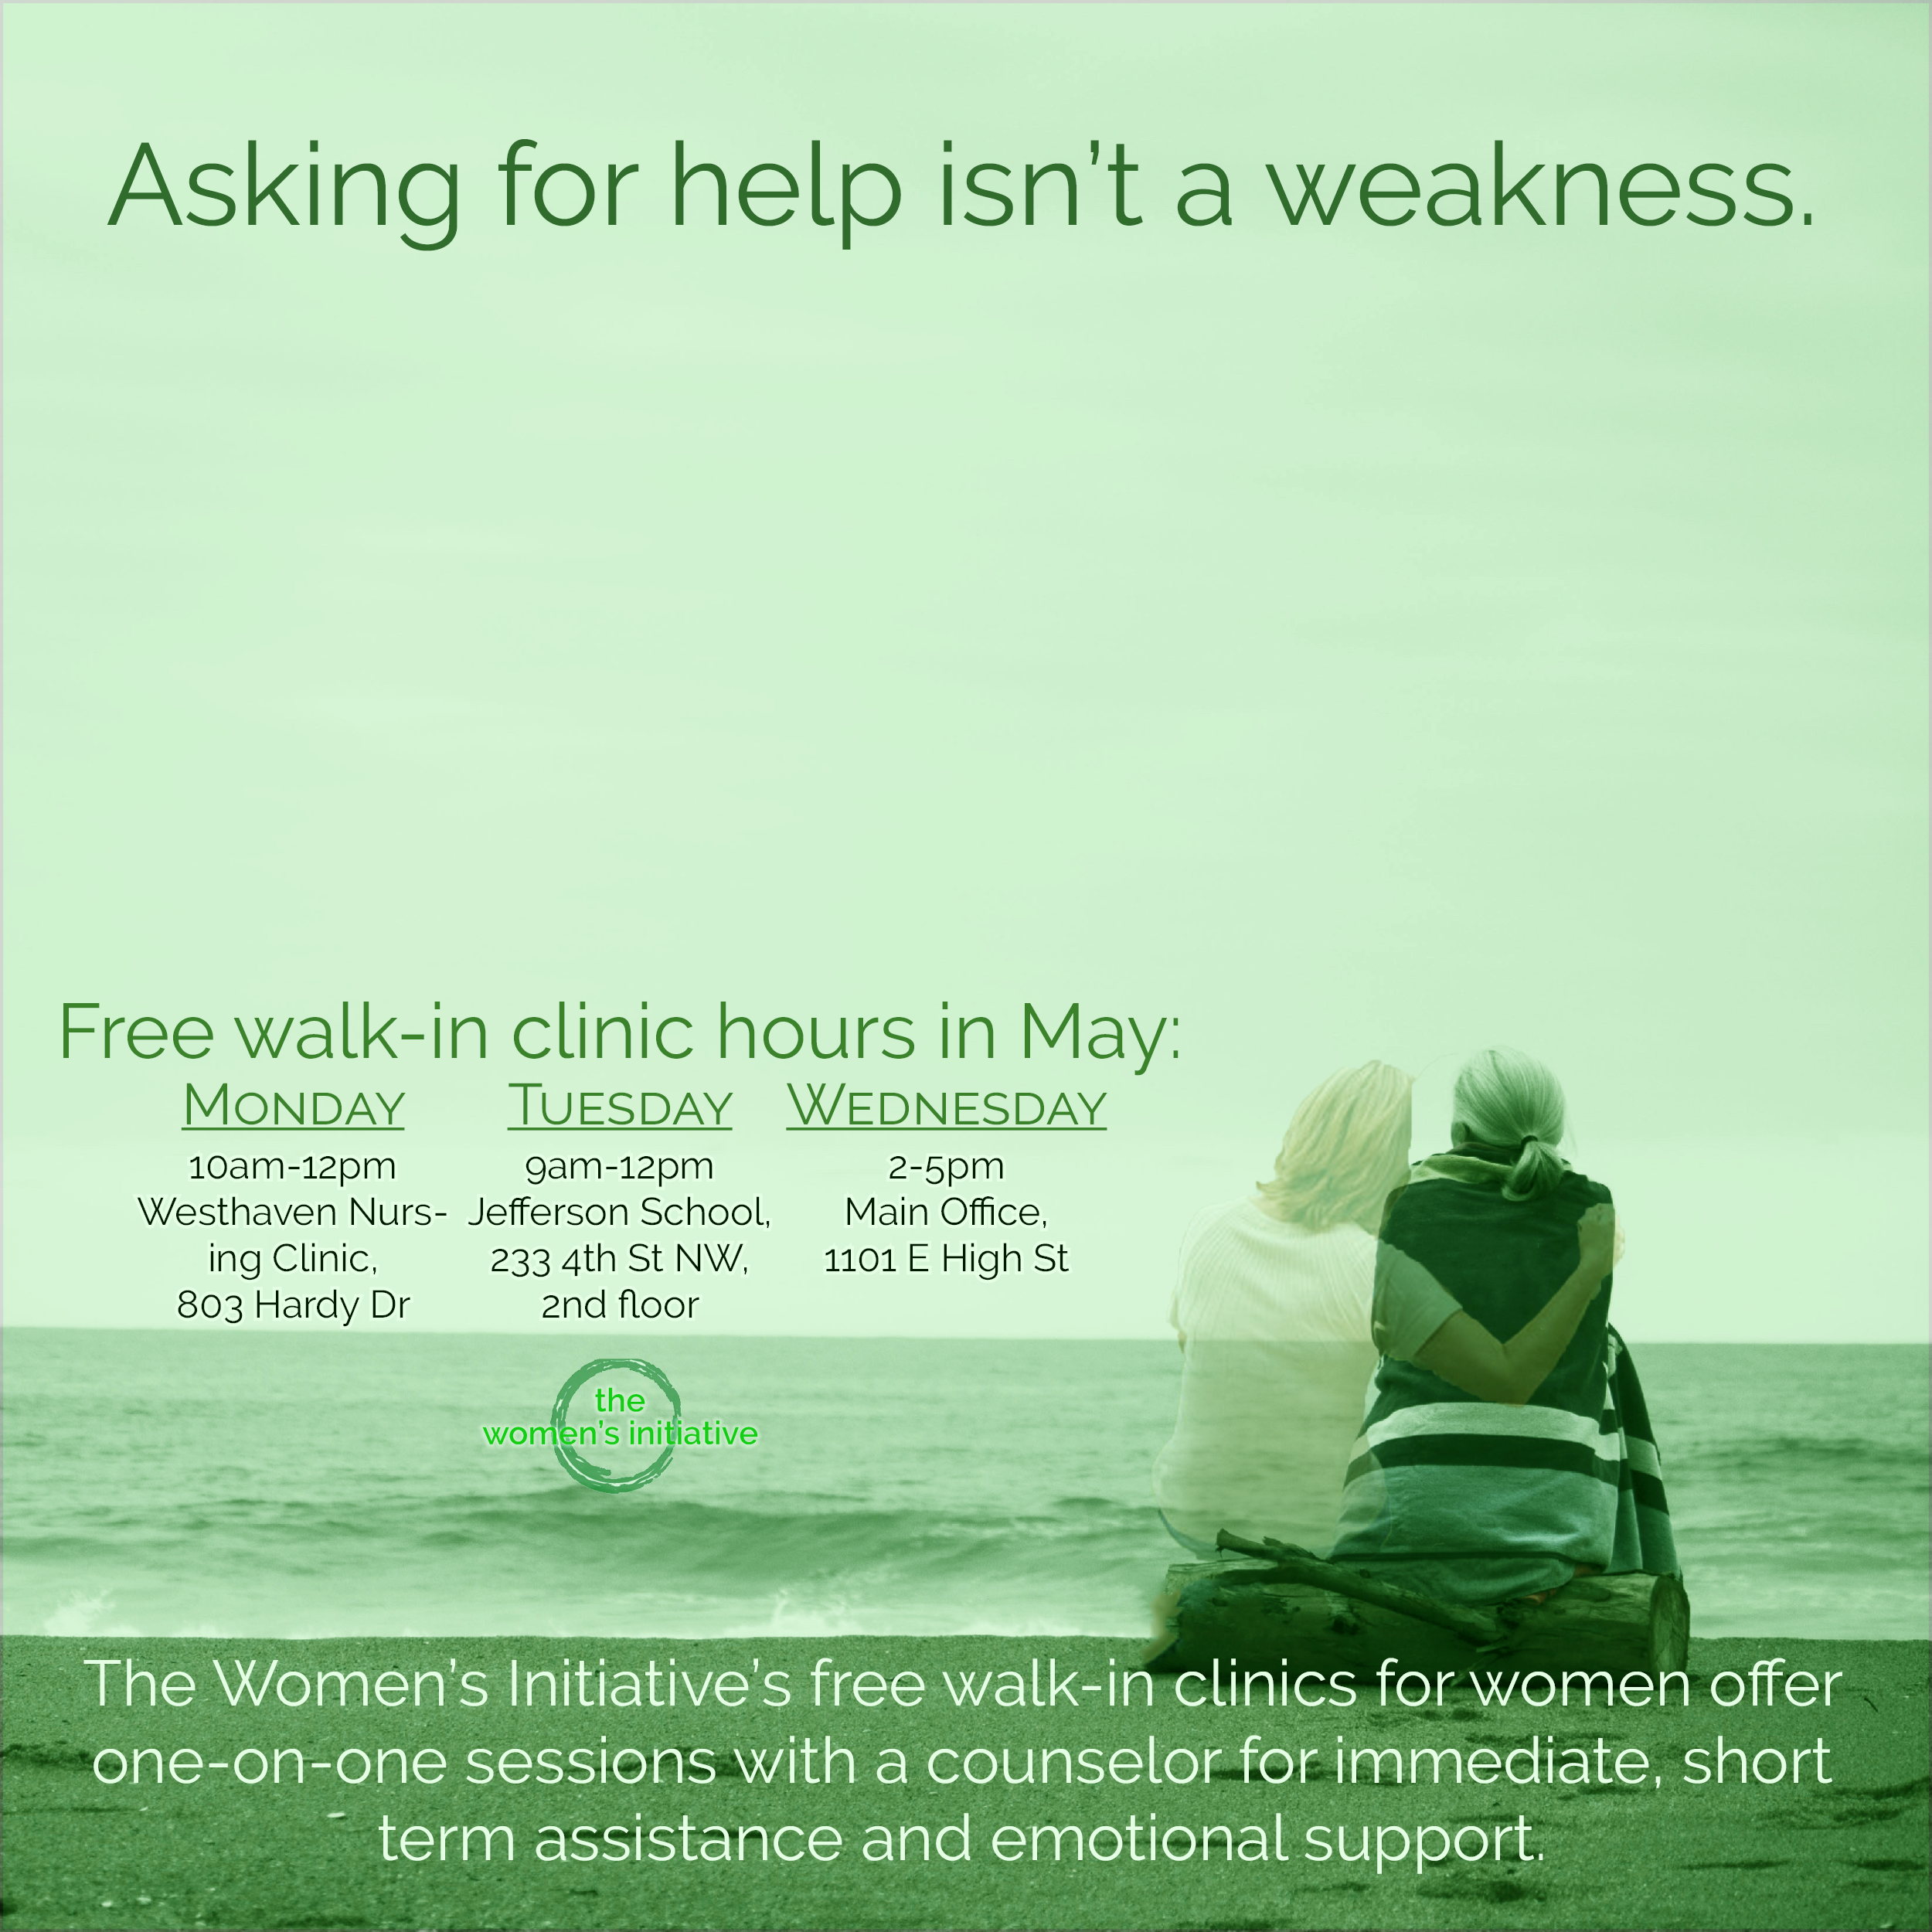 Asking for help isn’t a weakness.
Free walk-in clinic hours in May:
Monday
10am-12pm
Westhaven Nurs-
ing Clinic,
803 Hardy Dr
Tuesday
9am-12pm
Jefferson School,
233 4th St NW,
2nd floor
Wednesday
2-5pm
Main Office,
1101 E High St
the
women’s initiative
The Women’s Initiative’s free walk-in clinics for women offer
one-on-one sessions with a counselor for immediate, short
term assistance and emotional support.